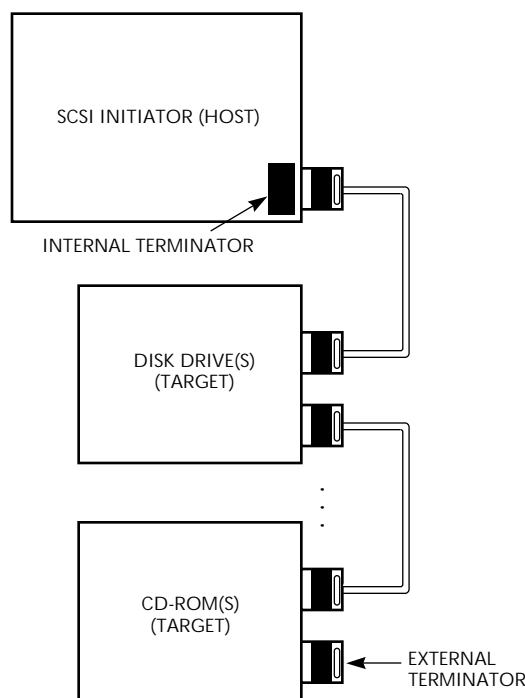 SCSI INITIATOR (HOST)
INTERNAL TERMINATOR
DISK DRIVE(S)
(TARGET)
CD-ROM(S)
(TARGET)
EXTERNAL
TERMINATOR